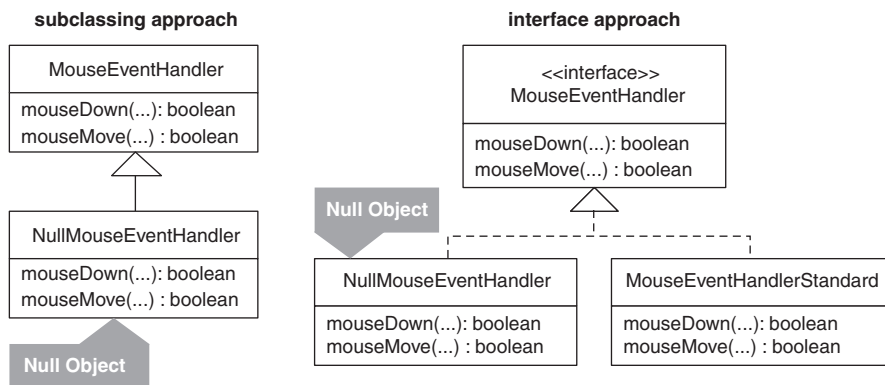 subclassing approach
MouseEventHandler
mouseDown(...): boolean
mouseMove(...) : boolean
NullMouseEventHandler
mouseDown(...): boolean
mouseMove(...) : boolean
Null Object
interface approach
<<interface>>
MouseEventHandler
mouseDown(...): boolean
mouseMove(...) : boolean
Null Object
NullMouseEventHandler
mouseDown(...): boolean
mouseMove(...) : boolean
MouseEventHandlerStandard
mouseDown(...): boolean
mouseMove(...) : boolean